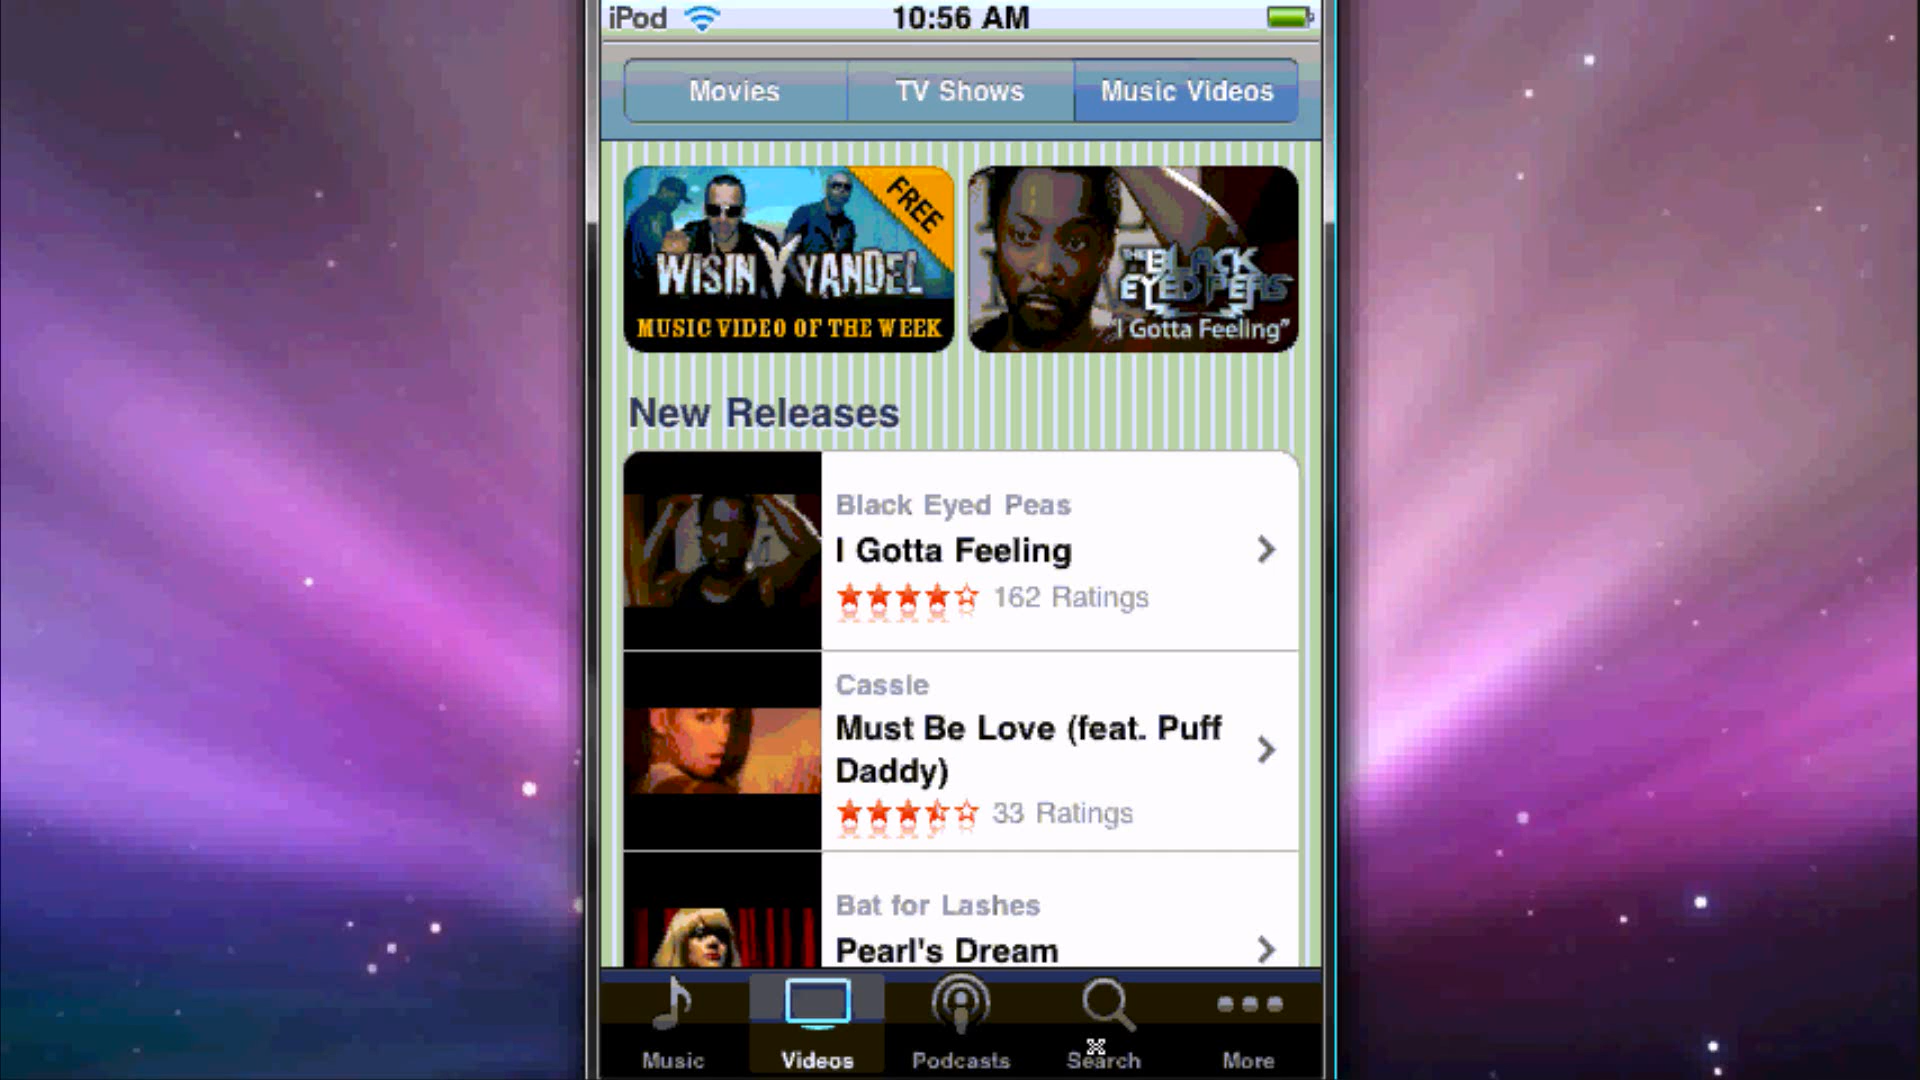 iPod 10:56 AM
Movies TV Shows Music Videos
FREE
WISIN Y YANDEL
MUSIC VIDEO OF THE WEEK
THE BLACK
EYED PEAS
"I Gotta Feeling"
New Releases
Black Eyed Peas
I Gotta Feeling
162 Ratings
Cassie
Must Be Love (feat. Puff
Daddy)
33 Ratings
Bat for Lashes
Pearl's Dream
Music Videos Podcasts Search More